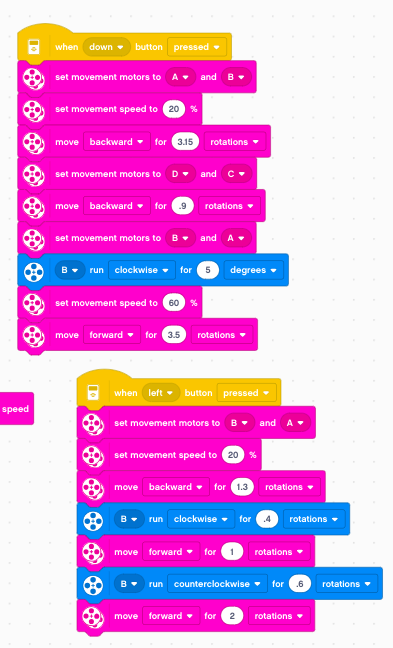 when down button pressed
set movement motors to A and B
set movement speed to 20 %
move backward for 3.15 rotations
set movement motors to D and C
move backward for .9 rotations
set movement motors to B and A
B run clockwise for 5 degrees
set movement speed to 60 %
move forward for 3.5 rotations
speed
when left button pressed
set movement motors to B and A
set movement speed to 20 %
move backward for 1.3 rotations
B run clockwise for .4 rotations
move forward for 1 rotations
B run counterclockwise for .6 rotations
move forward for 2 rotations